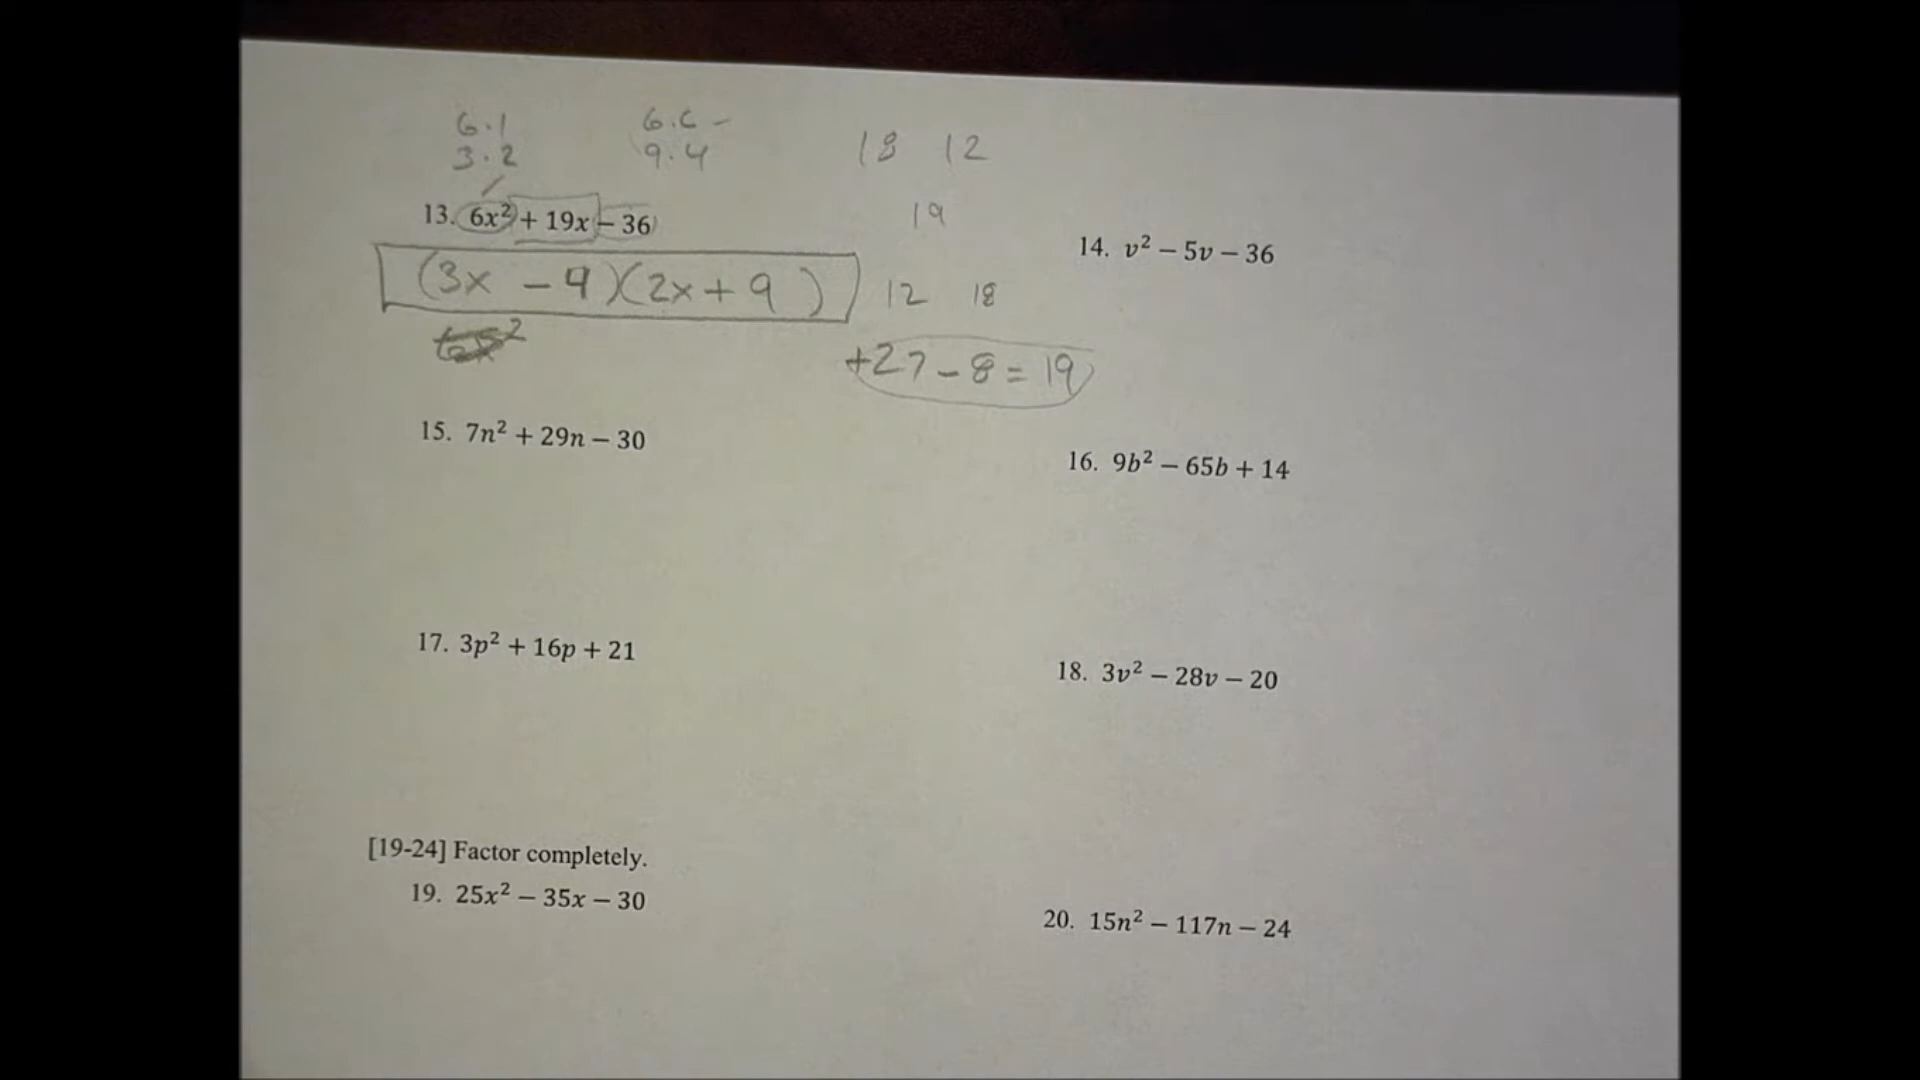 6.1 6.6 –
3.2 9.4 18 12
13. 6x² + 19x – 36 19
14. v² – 5v – 36
(3x – 4)(2x + 9) 12 18
+27 – 8 = 19
15. 7n² + 29n – 30
16. 9b² – 65b + 14
17. 3p² + 16p + 21
18. 3v² – 28v – 20
[19-24] Factor completely.
19. 25x² – 35x – 30
20. 15n² – 117n – 24